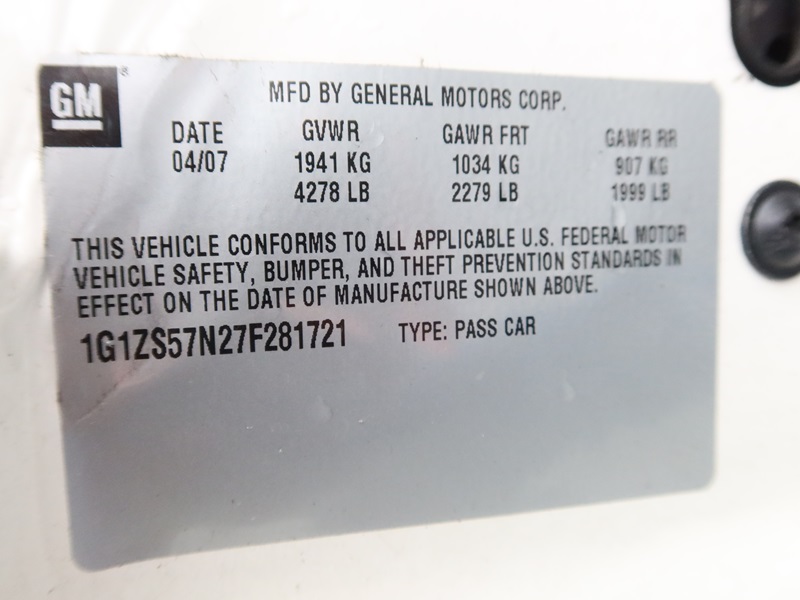 GM
MFD BY GENERAL MOTORS CORP.
DATE GVWR GAWR FRT GAWR RR
04/07 1941 KG 1034 KG 907 KG
4278 LB 2279 LB 1999 LB
THIS VEHICLE CONFORMS TO ALL APPLICABLE U.S. FEDERAL MOTOR
VEHICLE SAFETY, BUMPER, AND THEFT PREVENTION STANDARDS IN
EFFECT ON THE DATE OF MANUFACTURE SHOWN ABOVE.
1G1ZS57N27F281721 TYPE: PASS CAR